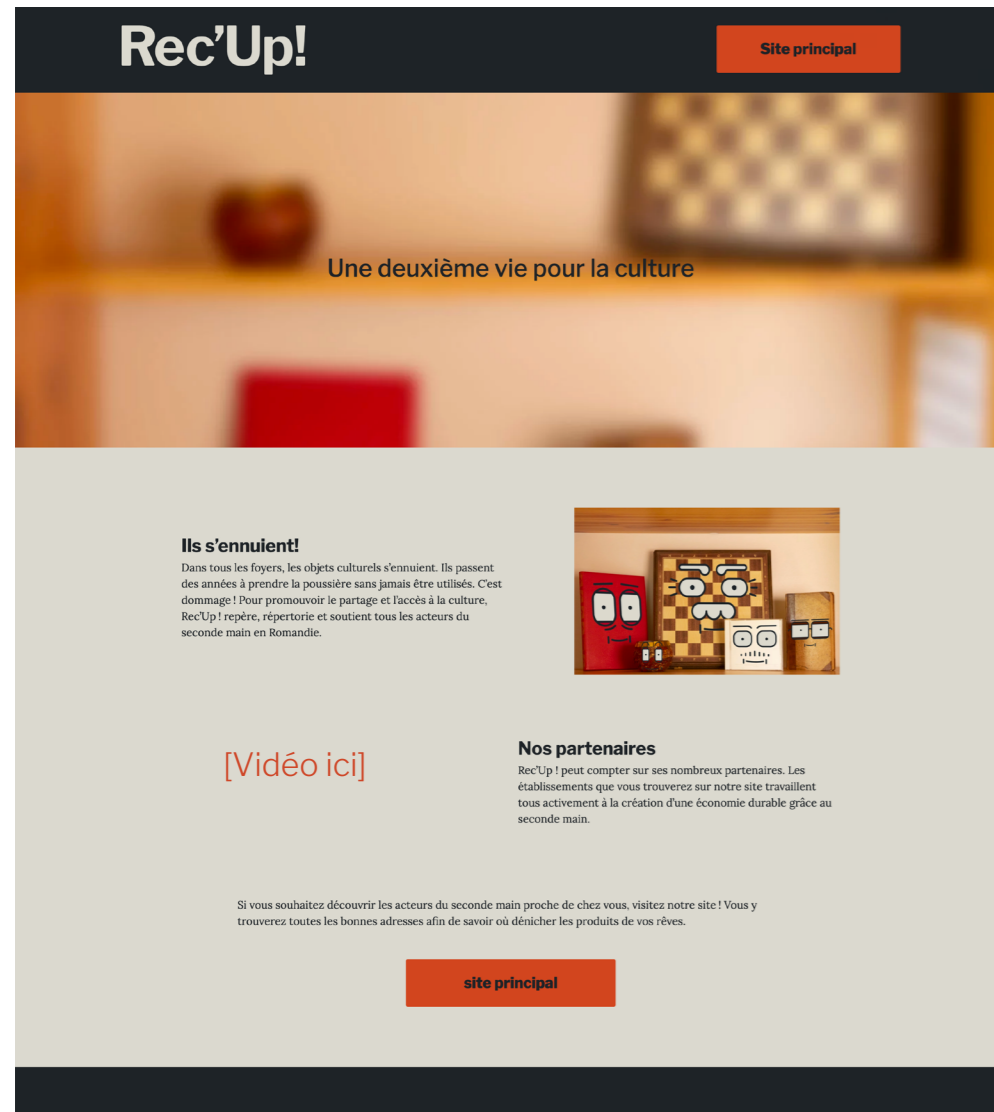 Rec’Up!
Site principal
Une deuxième vie pour la culture
Ils s’ennuient!
Dans tous les foyers, les objets culturels s’ennuient. Ils passent
des années à prendre la poussière sans jamais être utilisés. C’est
dommage ! Pour promouvoir le partage et l’accès à la culture,
Rec’Up ! repère, répertorie et soutient tous les acteurs du
seconde main en Romandie.
[Vidéo ici]
Nos partenaires
Rec’Up ! peut compter sur ses nombreux partenaires. Les
établissements que vous trouverez sur notre site travaillent
tous activement à la création d’une économie durable grâce au
seconde main.
Si vous souhaitez découvrir les acteurs du seconde main proche de chez vous, visitez notre site ! Vous y
trouverez toutes les bonnes adresses afin de savoir où dénicher les produits de vos rêves.
site principal